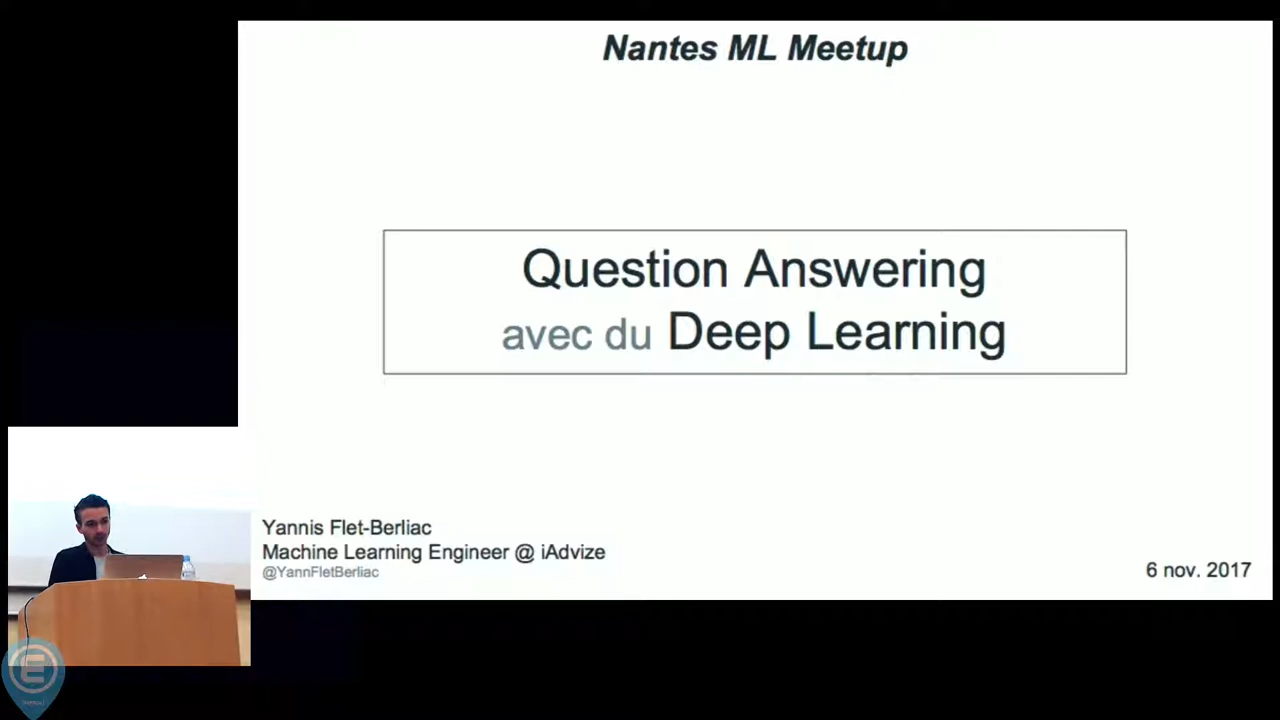 Nantes ML Meetup
Question Answering
avec du Deep Learning
Yannis Flet-Berliac
Machine Learning Engineer @ iAdvize
@YannFletBerliac
6 nov. 2017